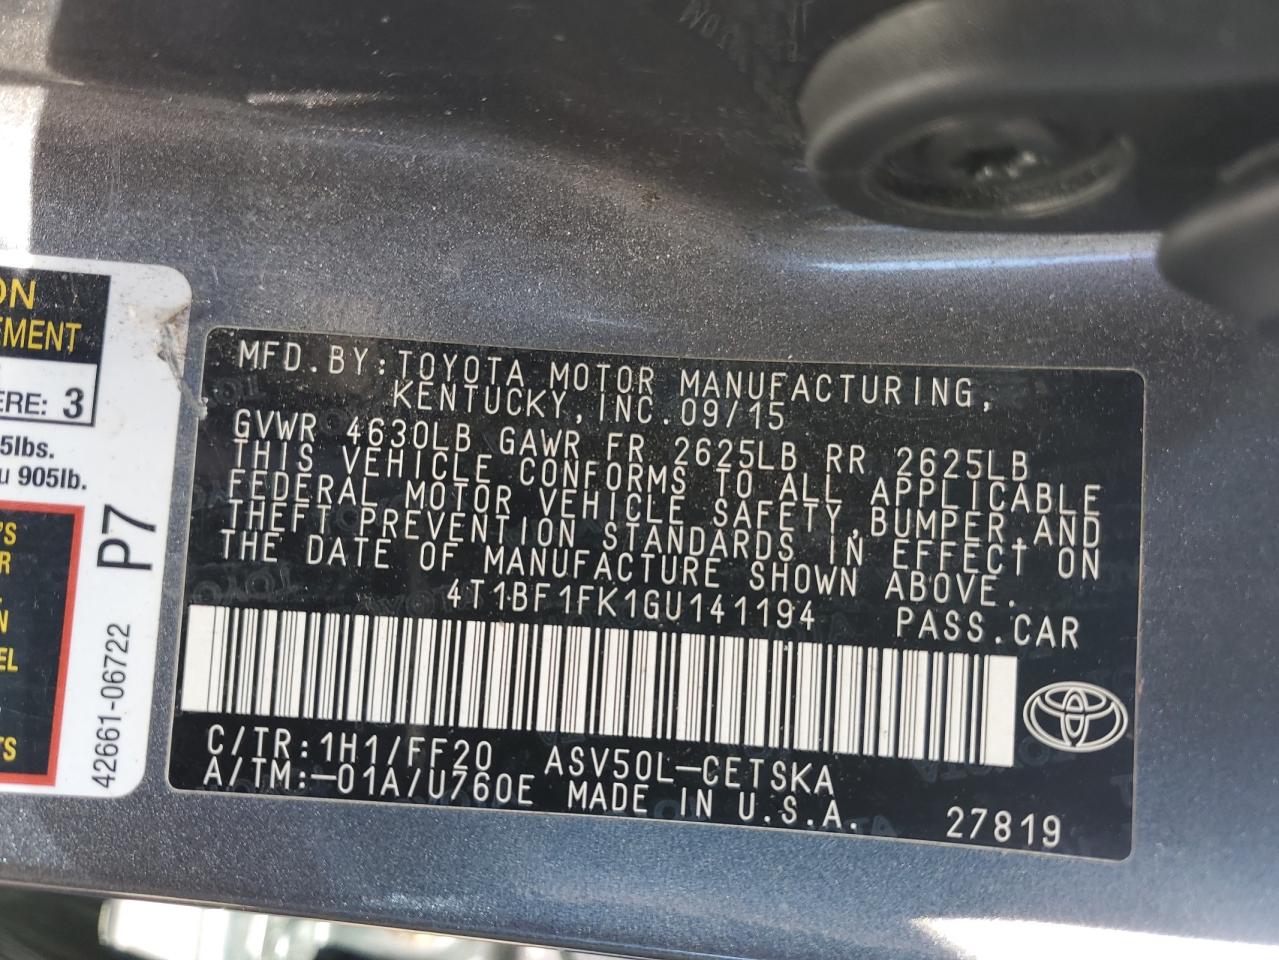 ON
EMENT
ERE: 3
5lbs.
u 905lb.
'S
R
N
EL
TS
P7
42661-06722
MFD.BY:TOYOTA MOTOR MANUFACTURING,
KENTUCKY,INC.09/15
GVWR 4630LB GAWR FR 2625LB RR 2625LB
THIS VEHICLE CONFORMS TO ALL APPLICABLE
FEDERAL MOTOR VEHICLE SAFETY,BUMPER,AND
THEFT PREVENTION STANDARDS IN EFFECT ON
THE DATE OF MANUFACTURE SHOWN ABOVE.
4T1BF1FK1GU141194 PASS.CAR
C/TR:1H1/FF20 ASV50L-CETSKA
A/TM:-01A/U760E MADE IN U.S.A. 27819